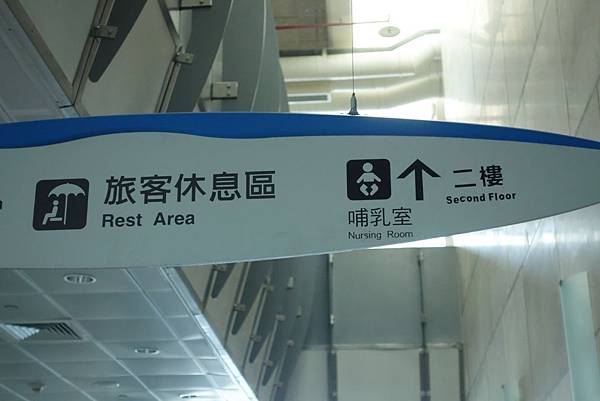 旅客休息區
Rest Area
哺乳室
Nursing Room
二樓
Second Floor